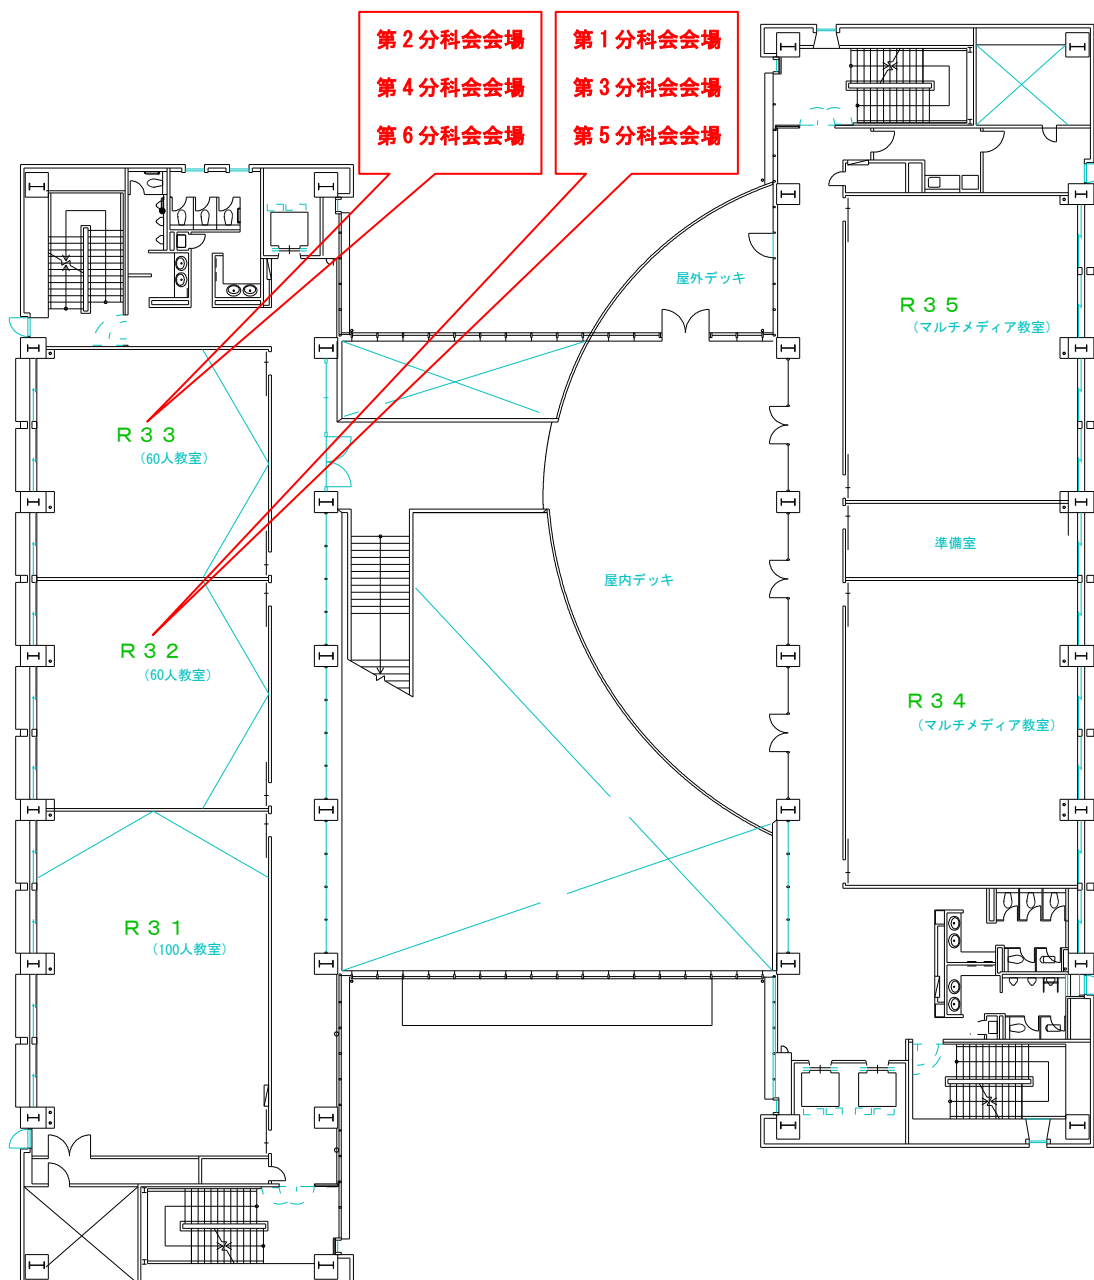 第2分科会会場
第4分科会会場
第6分科会会場
第1分科会会場
第3分科会会場
第5分科会会場
屋外デッキ
R35
(マルチメディア教室)
R33
(60人教室)
準備室
屋内デッキ
R32
(60人教室)
R34
(マルチメディア教室)
R31
(100人教室)